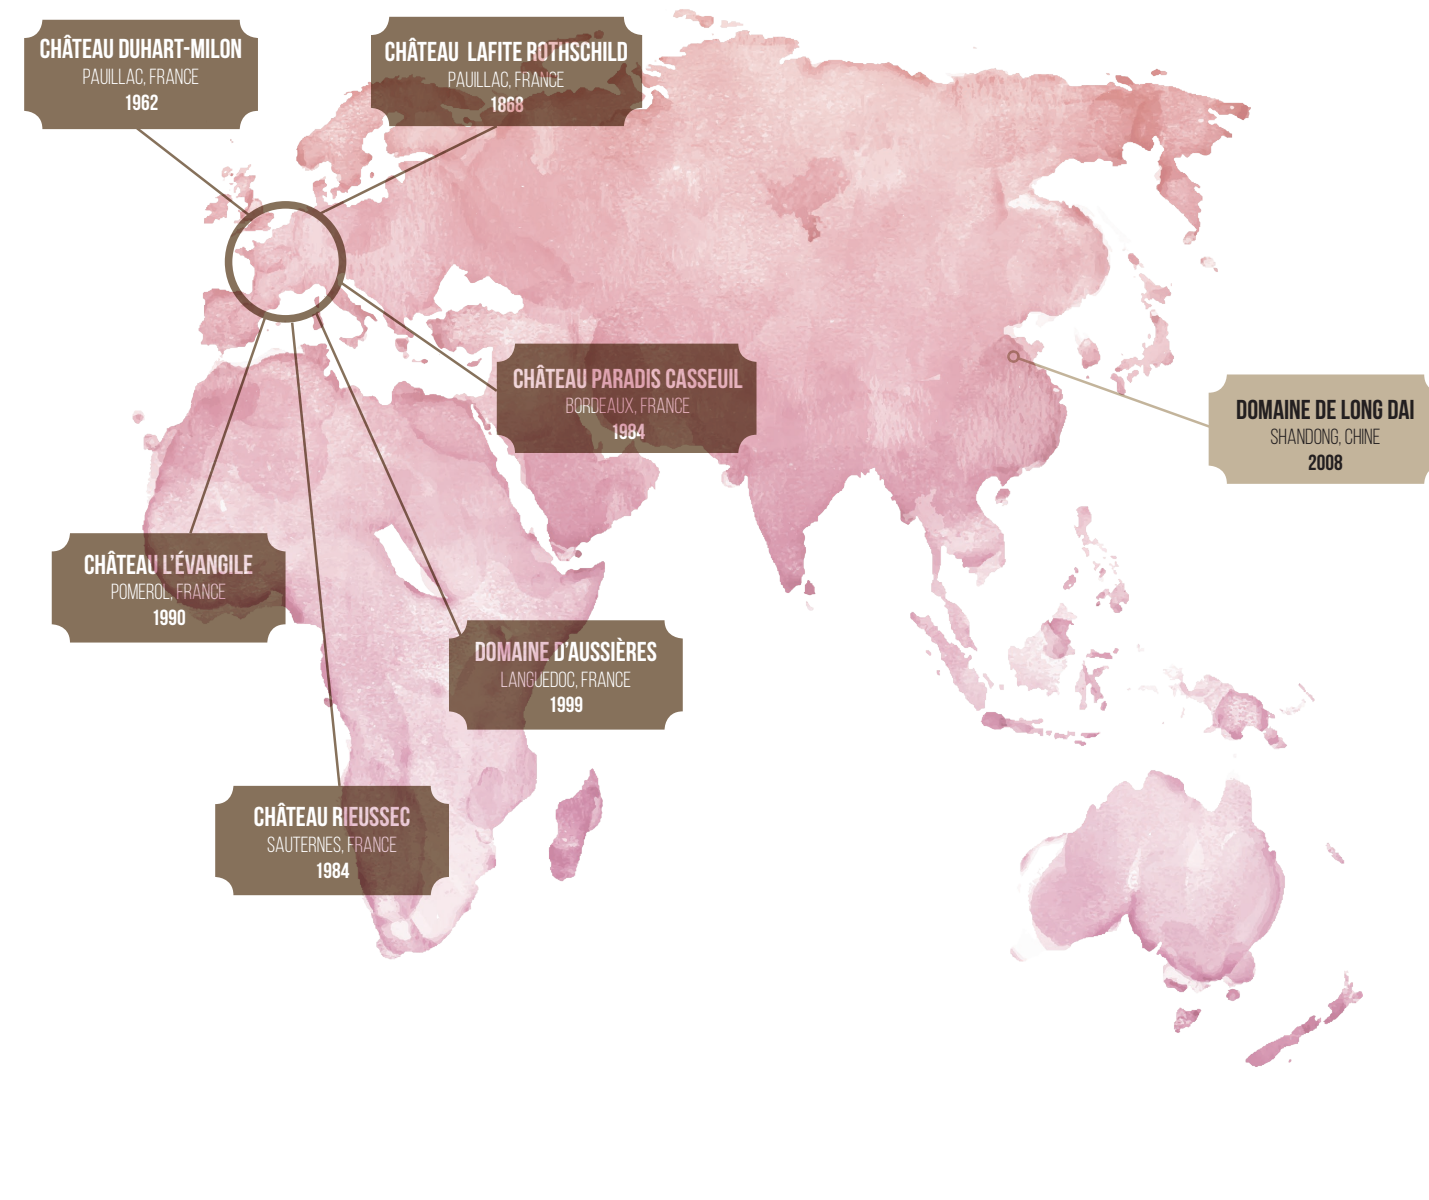 CHÂTEAU DUHART-MILON
PAUILLAC, FRANCE
1962
CHÂTEAU LAFITE ROTHSCHILD
PAUILLAC, FRANCE
1868
CHÂTEAU PARADIS CASSEUIL
BORDEAUX, FRANCE
1984
DOMAINE DE LONG DAI
SHANDONG, CHINE
2008
CHÂTEAU L'ÉVANGILE
POMEROL, FRANCE
1990
DOMAINE D'AUSSIÈRES
LANGUEDOC, FRANCE
1999
CHÂTEAU RIEUSSEC
SAUTERNES, FRANCE
1984